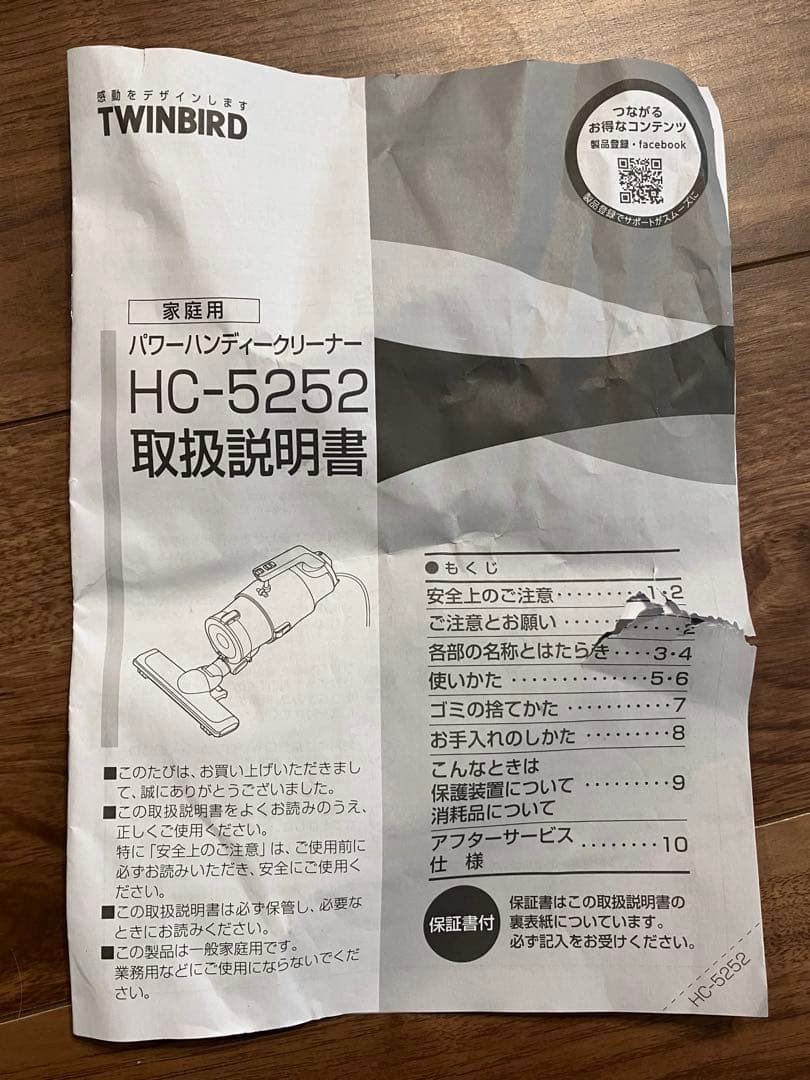 感動をデザインします
TWINBIRD
つながる
お得なコンテンツ
製品登録・facebook
製品登録でサポートがスムーズに
家庭用
パワーハンディークリーナー
HC-5252
取扱説明書
●もくじ
安全上のご注意・・・・・・・・・1・2
ご注意とお願い・・・・・・・・・2
各部の名称とはたらき・・・・3・4
使いかた・・・・・・・・・・・・・・5・6
ゴミの捨てかた・・・・・・・・・・7
お手入れのしかた・・・・・・・・・8
こんなときは
保護装置について・・・・・・・・・9
消耗品について
アフターサービス・・・・・・・・10
仕 様
■このたびは、お買い上げいただきまし
て、誠にありがとうございました。
■この取扱説明書をよくお読みのうえ、
正しくご使用ください。
特に「安全上のご注意」は、ご使用前に
必ずお読みいただき、安全にご使用く
ださい。
■この取扱説明書は必ず保管し、必要な
ときにお読みください。
■この製品は一般家庭用です。
業務用などにご使用にならないでくだ
さい。
保証書付
保証書はこの取扱説明書の
裏表紙についています。
必ず記入をお受けください。
HC-5252